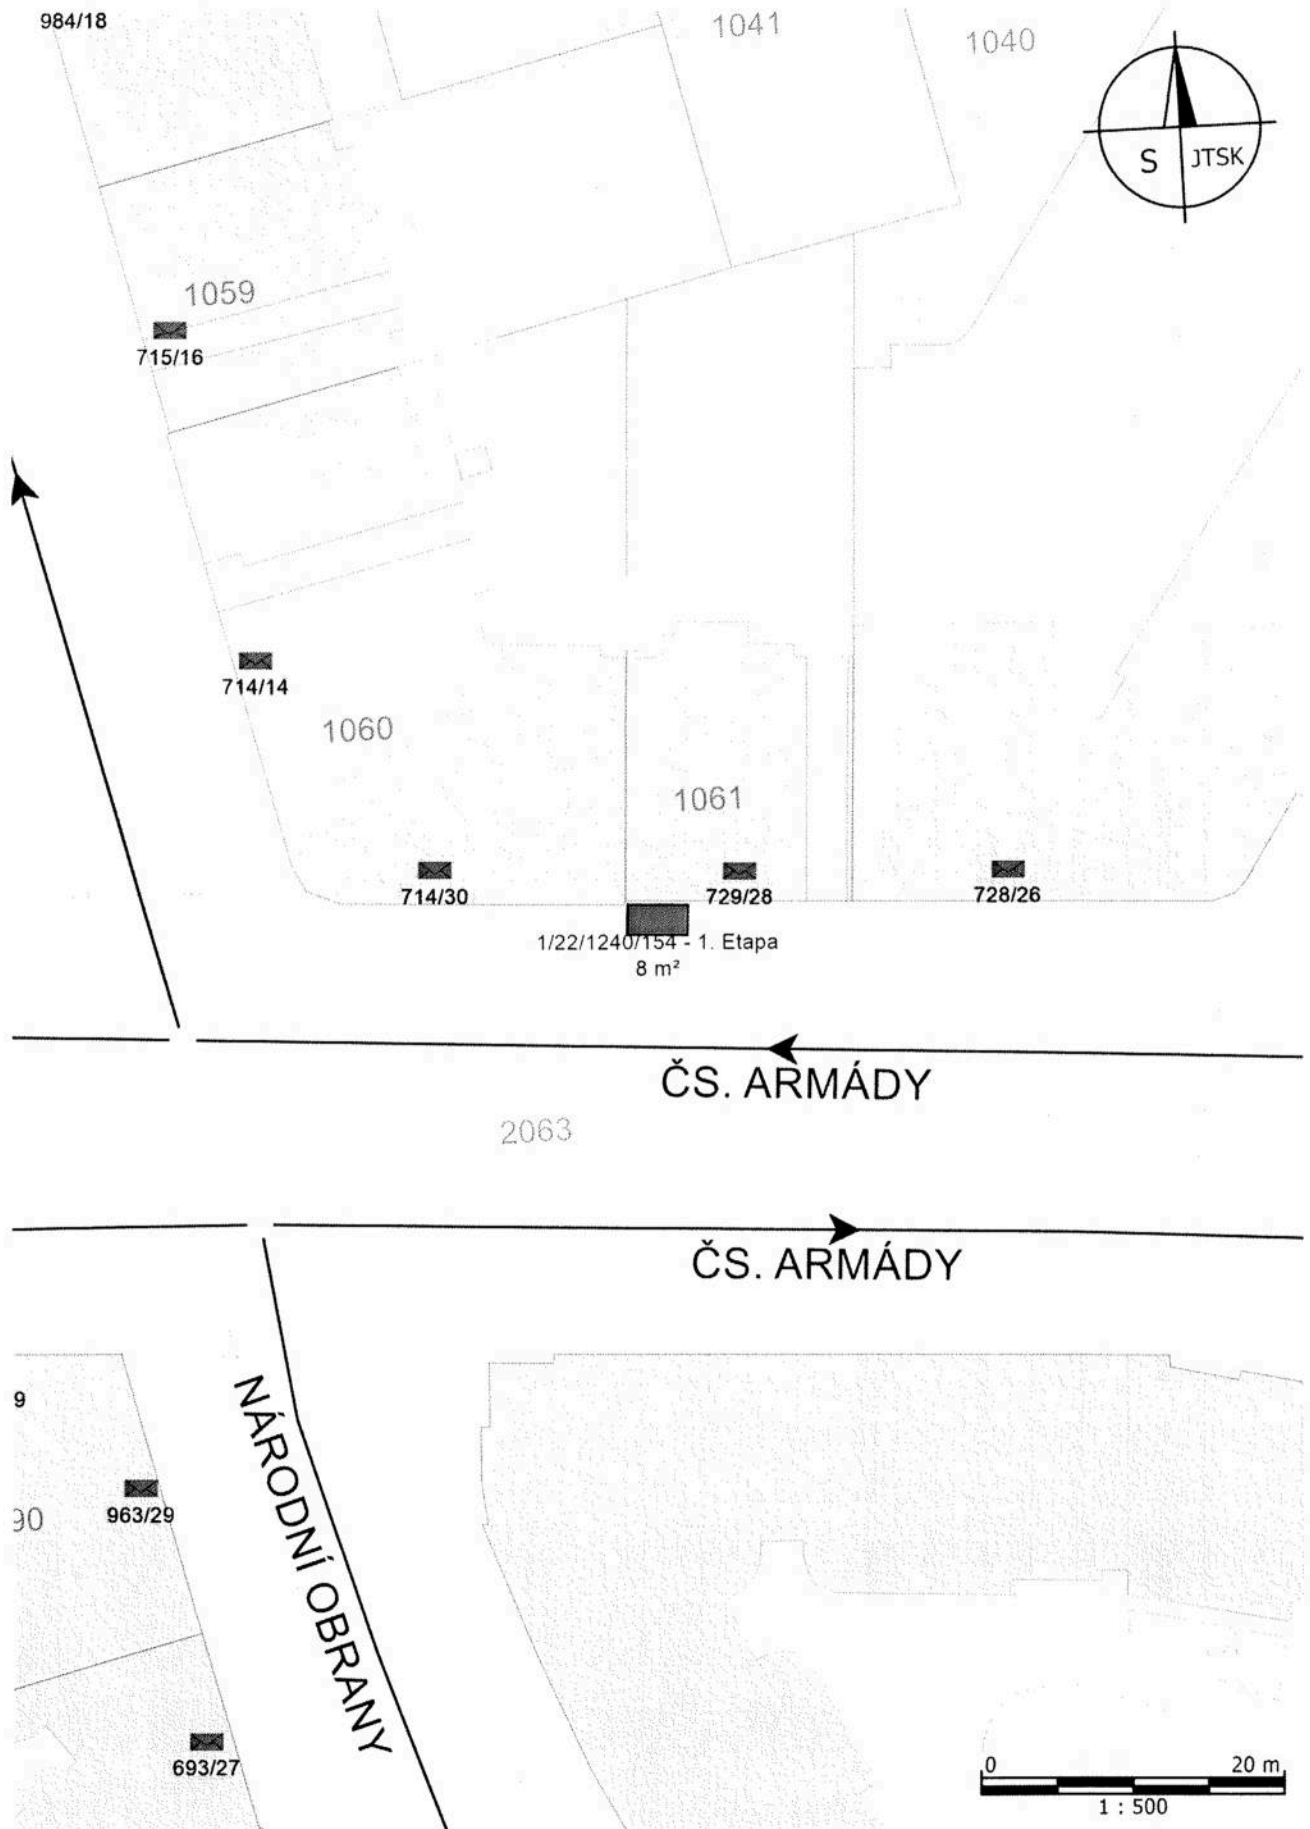 984/18
1041
1040
S JTSK
1059
715/16
714/14
1060
1061
714/30
729/28
728/26
1/22/1240/154 - 1. Etapa
8 m²
ČS. ARMÁDY
2063
ČS. ARMÁDY
9
NÁRODNÍ OBRANY
90
963/29
693/27
0 20 m
1 : 500